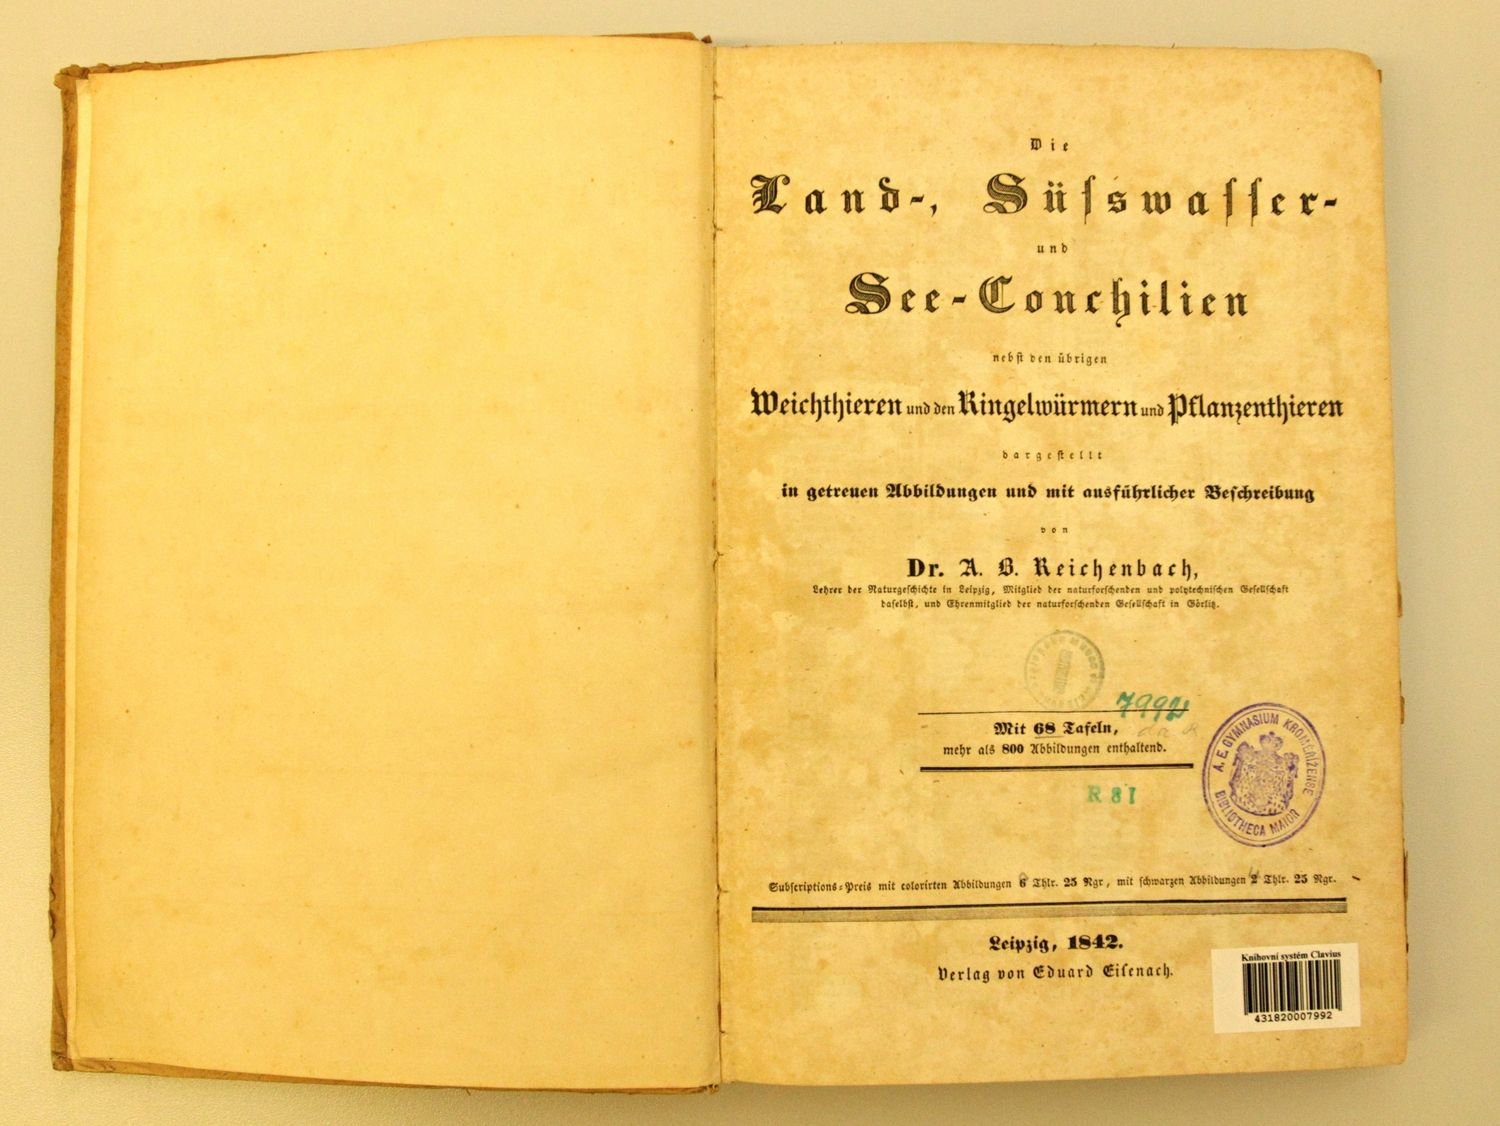 Die
Land-, Süſswaſſer-
und
See-Conchilien
nebſt den übrigen
Weichthieren und den Ringelwürmern und Pflanzenthieren
dargeſtellt
in getreuen Abbildungen und mit ausführlicher Beſchreibung
von
Dr. A. B. Reichenbach,
Lehrer der Naturgeſchichte in Leipzig, Mitglied der naturforſchenden und polytechniſchen Geſellſchaft
daſelbſt, und Ehrenmitglied der naturforſchenden Geſellſchaft in Görlitz.
7992
Mit 68 Tafeln,
mehr als 800 Abbildungen enthaltend.
A. E. GYMNASIUM KROMĚŘIŽENSE
BIBLIOTHECA MAIOR
R 81
Subſcriptions-Preis mit colorirten Abbildungen 6 Thlr. 25 Ngr, mit ſchwarzen Abbildungen 2 Thlr. 25 Ngr.
Leipzig, 1842.
Verlag von Eduard Eiſenach.
Knihovní systém Clavius
431820007992